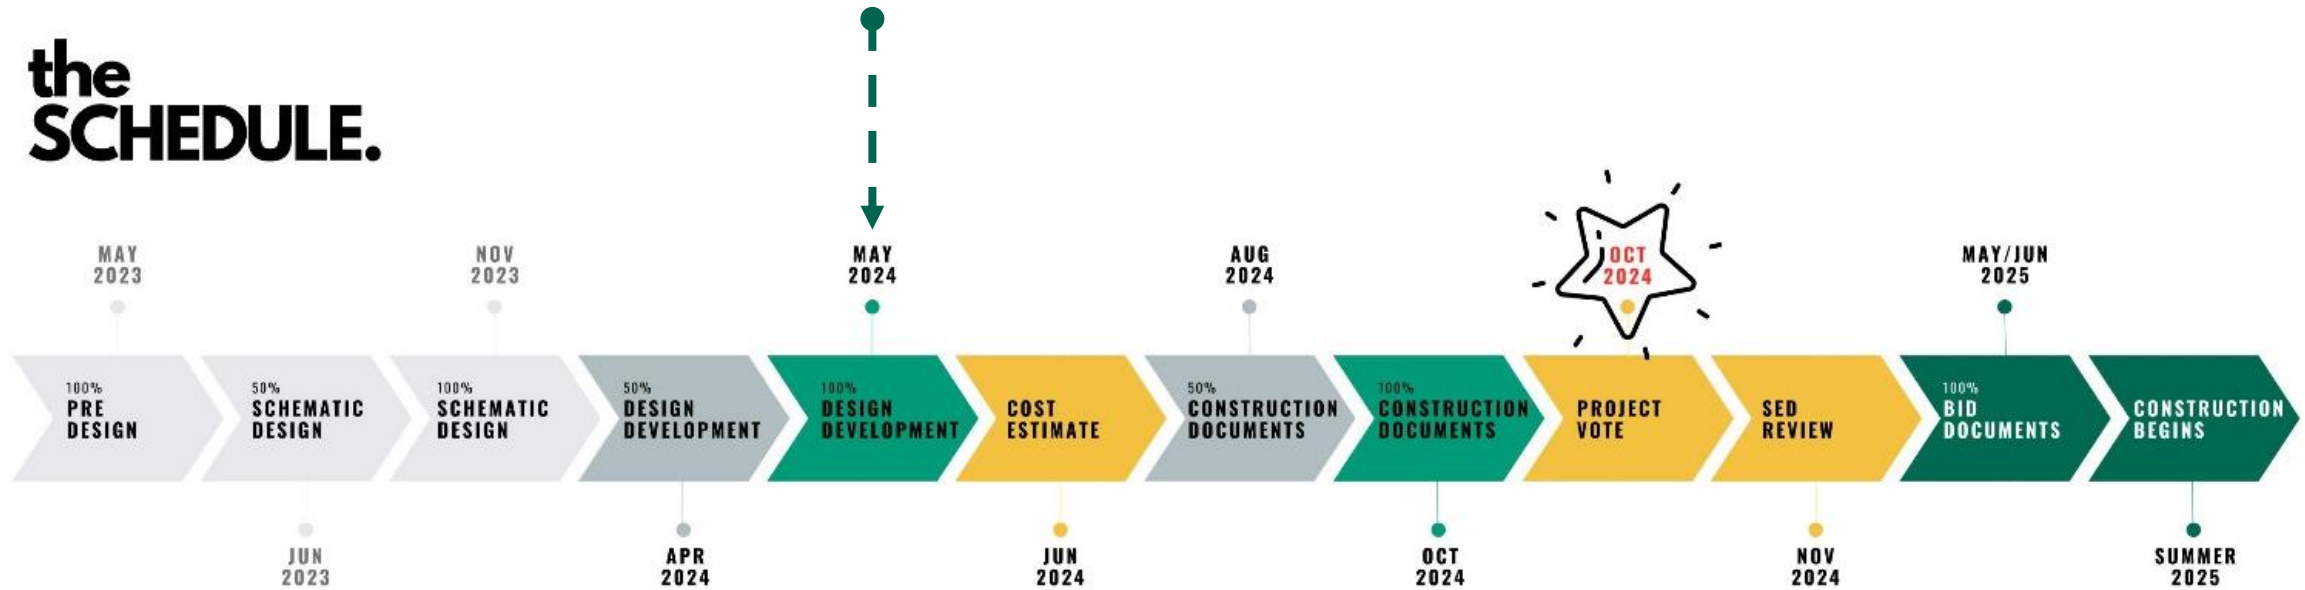 the
SCHEDULE.
MAY
2023
NOV
2023
MAY
2024
AUG
2024
OCT
2024
MAY/JUN
2025
100%
PRE
DESIGN
50%
SCHEMATIC
DESIGN
100%
SCHEMATIC
DESIGN
50%
DESIGN
DEVELOPMENT
100%
DESIGN
DEVELOPMENT
COST
ESTIMATE
50%
CONSTRUCTION
DOCUMENTS
100%
CONSTRUCTION
DOCUMENTS
PROJECT
VOTE
SED
REVIEW
100%
BID
DOCUMENTS
CONSTRUCTION
BEGINS
JUN
2023
APR
2024
JUN
2024
OCT
2024
NOV
2024
SUMMER
2025